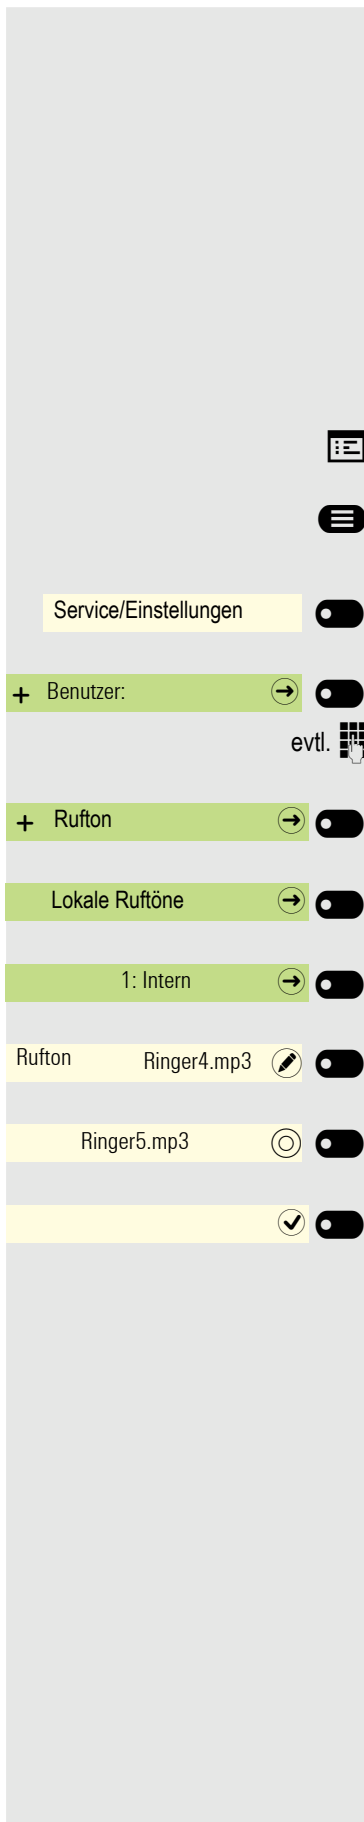 Service/Einstellungen
+ Benutzer:
evtl.
+ Rufton
Lokale Ruftöne
1: Intern
Rufton Ringer4.mp3
Ringer5.mp3